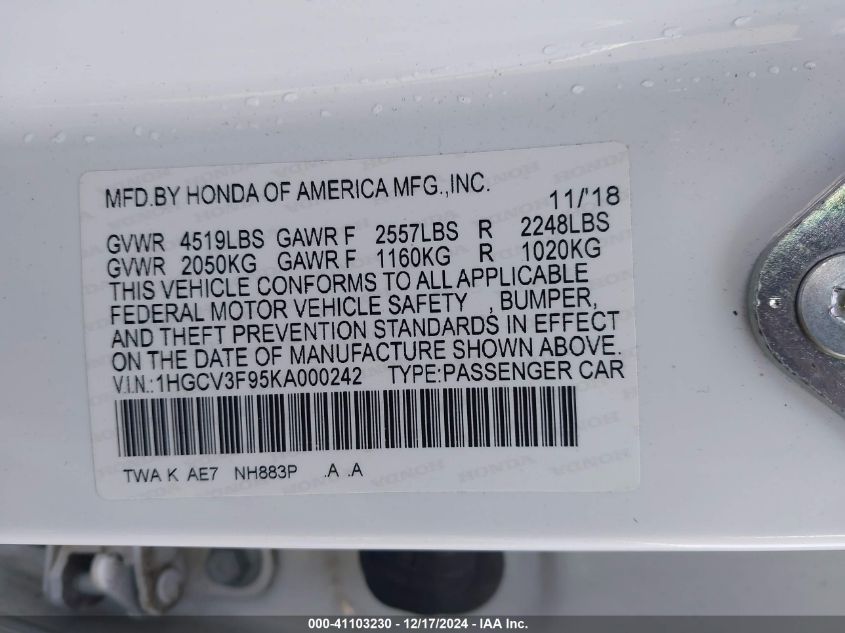 MFD.BY HONDA OF AMERICA MFG.,INC. 11/'18
GVWR 4519LBS GAWR F 2557LBS R 2248LBS
GVWR 2050KG GAWR F 1160KG R 1020KG
THIS VEHICLE CONFORMS TO ALL APPLICABLE
FEDERAL MOTOR VEHICLE SAFETY , BUMPER,
AND THEFT PREVENTION STANDARDS IN EFFECT
ON THE DATE OF MANUFACTURE SHOWN ABOVE.
V.I.N.:1HGCV3F95KA000242 TYPE:PASSENGER CAR
TWA K AE7 NH883P .A .A
000-41103230 - 12/17/2024 - IAAI - Copyright IAA, Inc.